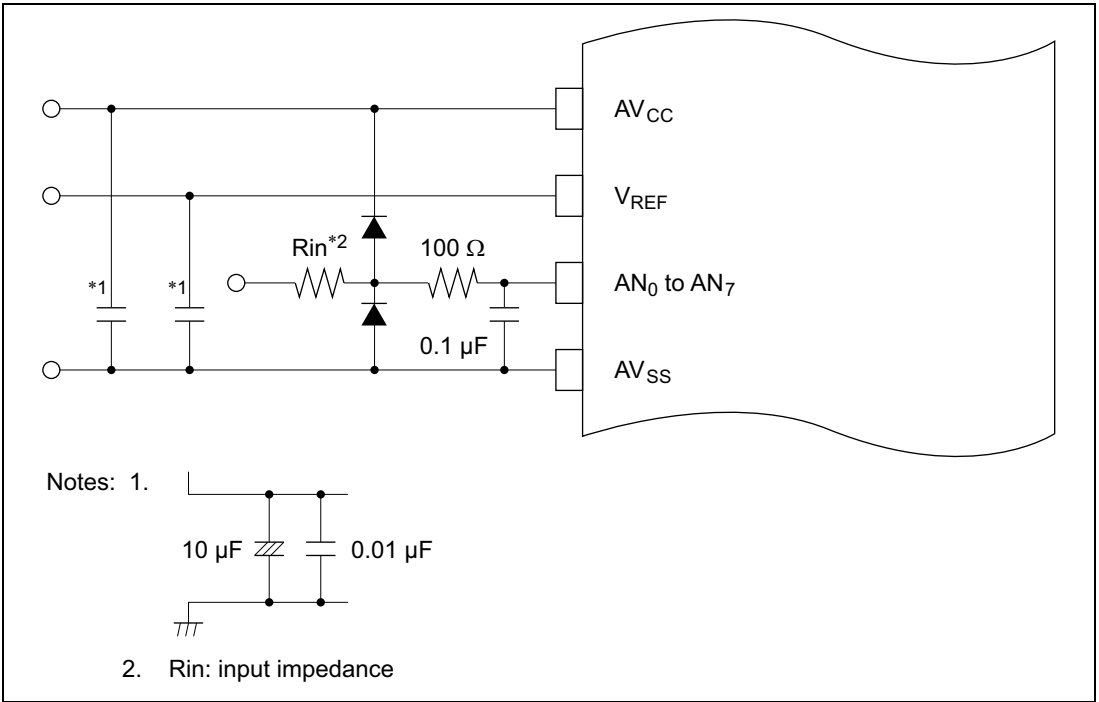 AVCC
VREF
Rin*2
100 Ω
*1
*1
AN0 to AN7
0.1 µF
AVSS
Notes: 1.
10 µF
0.01 µF
2. Rin: input impedance